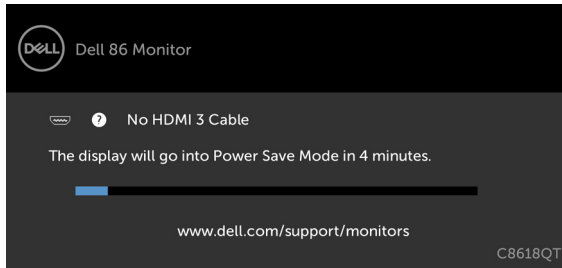 DELL Dell 86 Monitor
? No HDMI 3 Cable
The display will go into Power Save Mode in 4 minutes.
www.dell.com/support/monitors
C8618QT